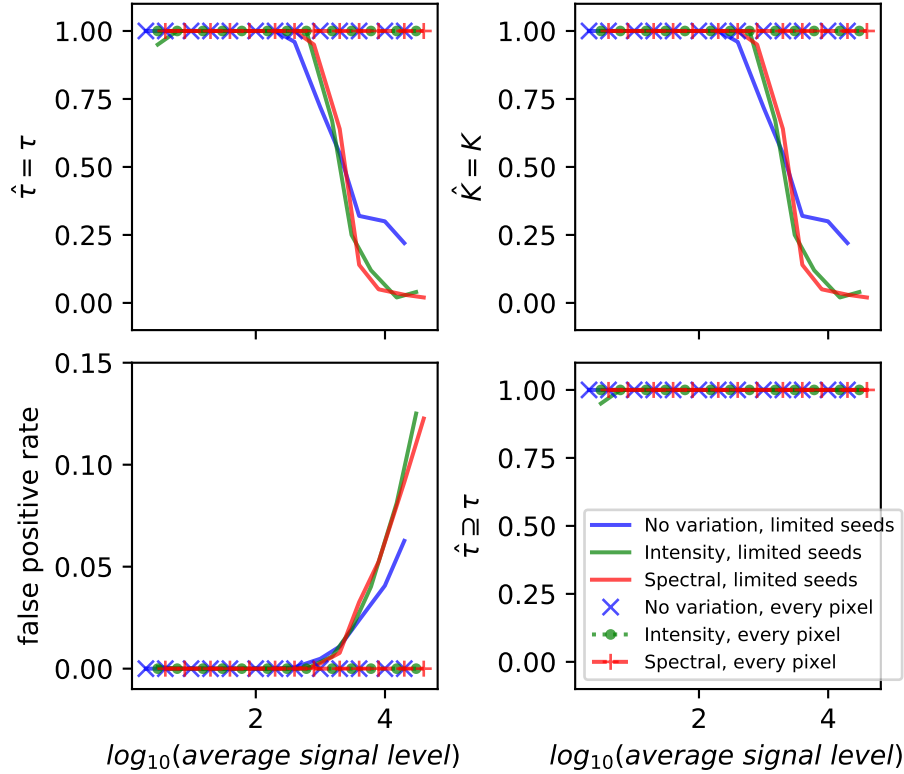 1.00
0.75
0.50
0.25
0.00
τ̂ = τ
1.00
0.75
0.50
0.25
0.00
K̂ = K
0.15
0.10
0.05
0.00
false positive rate
2 4
log₁₀(average signal level)
1.00
0.75
0.50
0.25
0.00
τ̂ ⊇ τ
No variation, limited seeds
Intensity, limited seeds
Spectral, limited seeds
No variation, every pixel
Intensity, every pixel
Spectral, every pixel
2 4
log₁₀(average signal level)